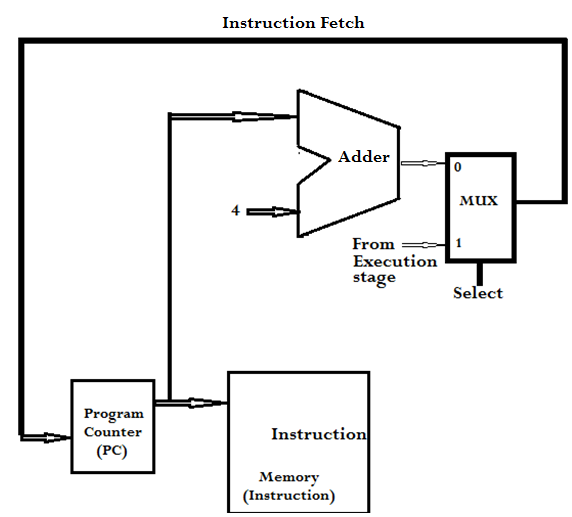 Instruction Fetch
Adder
0
MUX
4
From
Execution
stage
1
Select
Program
Counter
(PC)
Instruction
Memory
(Instruction)